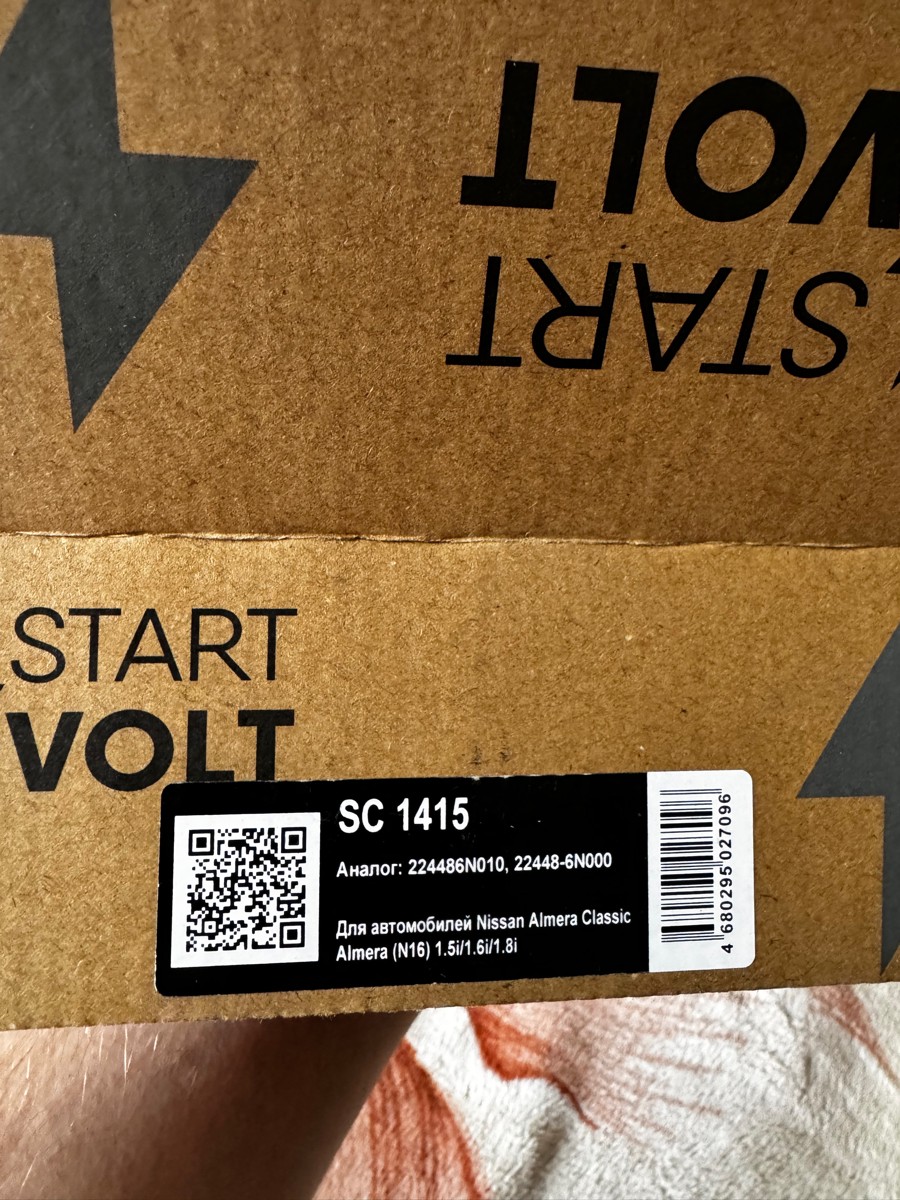 START
VOLT
START
VOLT
SC 1415
Аналог: 224486N010, 22448-6N000
Для автомобилей Nissan Almera Classic
Almera (N16) 1.5i/1.6i/1.8i
4 680295 027096